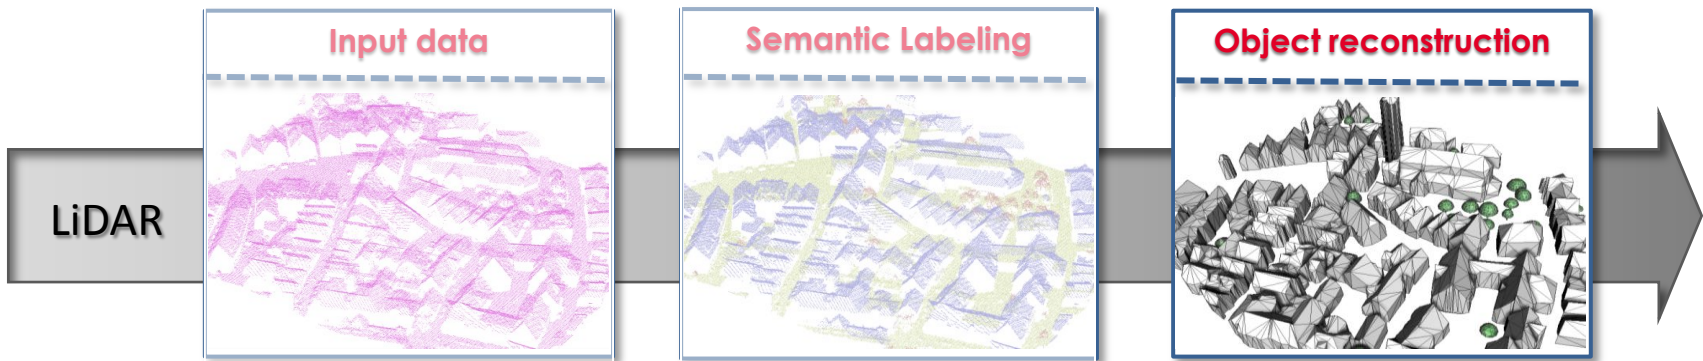 LiDAR
Input data
Semantic Labeling
Object reconstruction